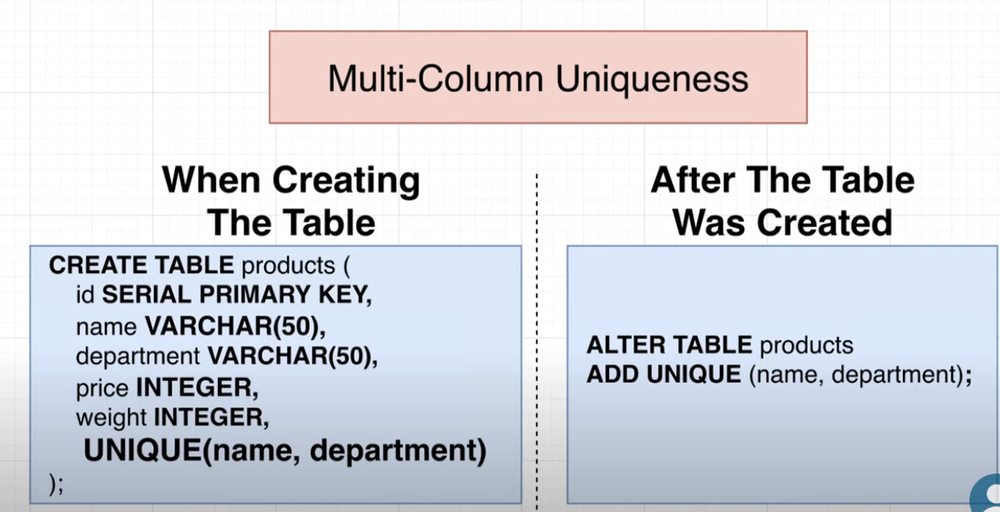 Multi-Column Uniqueness
When Creating
The Table
CREATE TABLE products (
id SERIAL PRIMARY KEY,
name VARCHAR(50),
department VARCHAR(50),
price INTEGER,
weight INTEGER,
UNIQUE(name, department)
);
After The Table
Was Created
ALTER TABLE products
ADD UNIQUE (name, department);